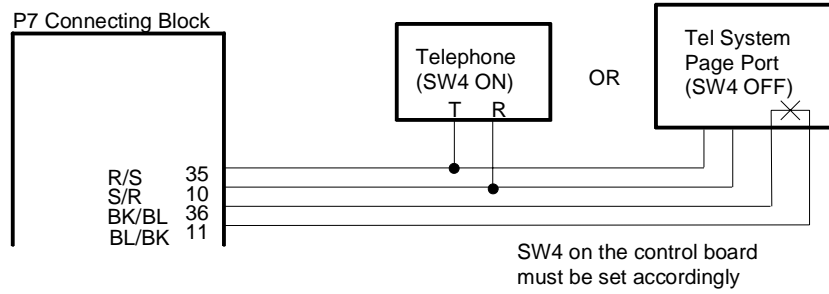 P7 Connecting Block
Telephone
(SW4 ON)
T R
OR
Tel System
Page Port
(SW4 OFF)
R/S 35
S/R 10
BK/BL 36
BL/BK 11
SW4 on the control board
must be set accordingly